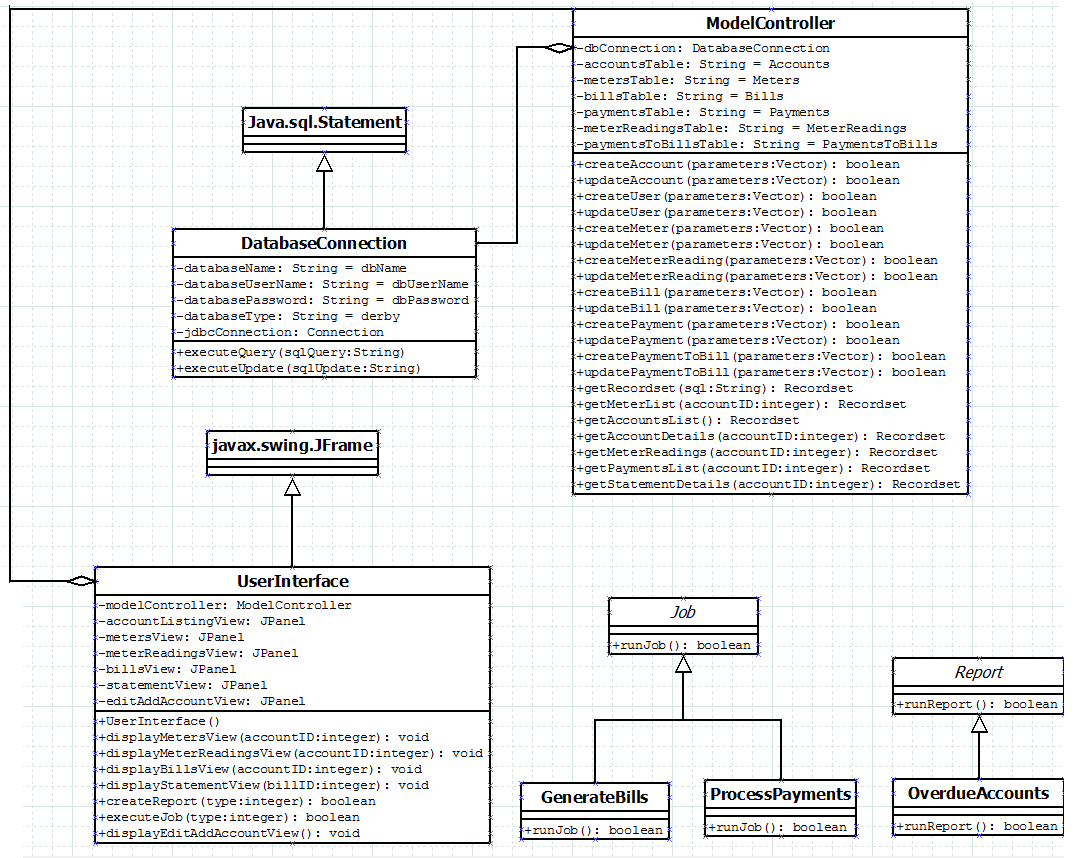 ModelController
-dbConnection: DatabaseConnection
-accountsTable: String = Accounts
-metersTable: String = Meters
-billsTable: String = Bills
-paymentsTable: String = Payments
-meterReadingsTable: String = MeterReadings
-paymentsToBillsTable: String = PaymentsToBills
+createAccount(parameters:Vector): boolean
+updateAccount(parameters:Vector): boolean
+createUser(parameters:Vector): boolean
+updateUser(parameters:Vector): boolean
+createMeter(parameters:Vector): boolean
+updateMeter(parameters:Vector): boolean
+createMeterReading(parameters:Vector): boolean
+updateMeterReading(parameters:Vector): boolean
+createBill(parameters:Vector): boolean
+updateBill(parameters:Vector): boolean
+createPayment(parameters:Vector): boolean
+updatePayment(parameters:Vector): boolean
+createPaymentToBill(parameters:Vector): boolean
+updatePaymentToBill(parameters:Vector): boolean
+getRecordset(sql:String): Recordset
+getMeterList(accountID:integer): Recordset
+getAccountsList(): Recordset
+getAccountDetails(accountID:integer): Recordset
+getMeterReadings(accountID:integer): Recordset
+getPaymentsList(accountID:integer): Recordset
+getStatementDetails(accountID:integer): Recordset
Java.sql.Statement
DatabaseConnection
-databaseName: String = dbName
-databaseUserName: String = dbUserName
-databasePassword: String = dbPassword
-databaseType: String = derby
-jdbcConnection: Connection
+executeQuery(sqlQuery:String)
+executeUpdate(sqlUpdate:String)
javax.swing.JFrame
UserInterface
-modelController: ModelController
-accountListingView: JPanel
-metersView: JPanel
-meterReadingsView: JPanel
-billsView: JPanel
-statementView: JPanel
-editAddAccountView: JPanel
+UserInterface()
+displayMetersView(accountID:integer): void
+displayMeterReadingsView(accountID:integer): void
+displayBillsView(accountID:integer): void
+displayStatementView(billID:integer): void
+createReport(type:integer): boolean
+executeJob(type:integer): boolean
+displayEditAddAccountView(): void
Job
+runJob(): boolean
GenerateBills
+runJob(): boolean
ProcessPayments
+runJob(): boolean
Report
+runReport(): boolean
OverdueAccounts
+runReport(): boolean